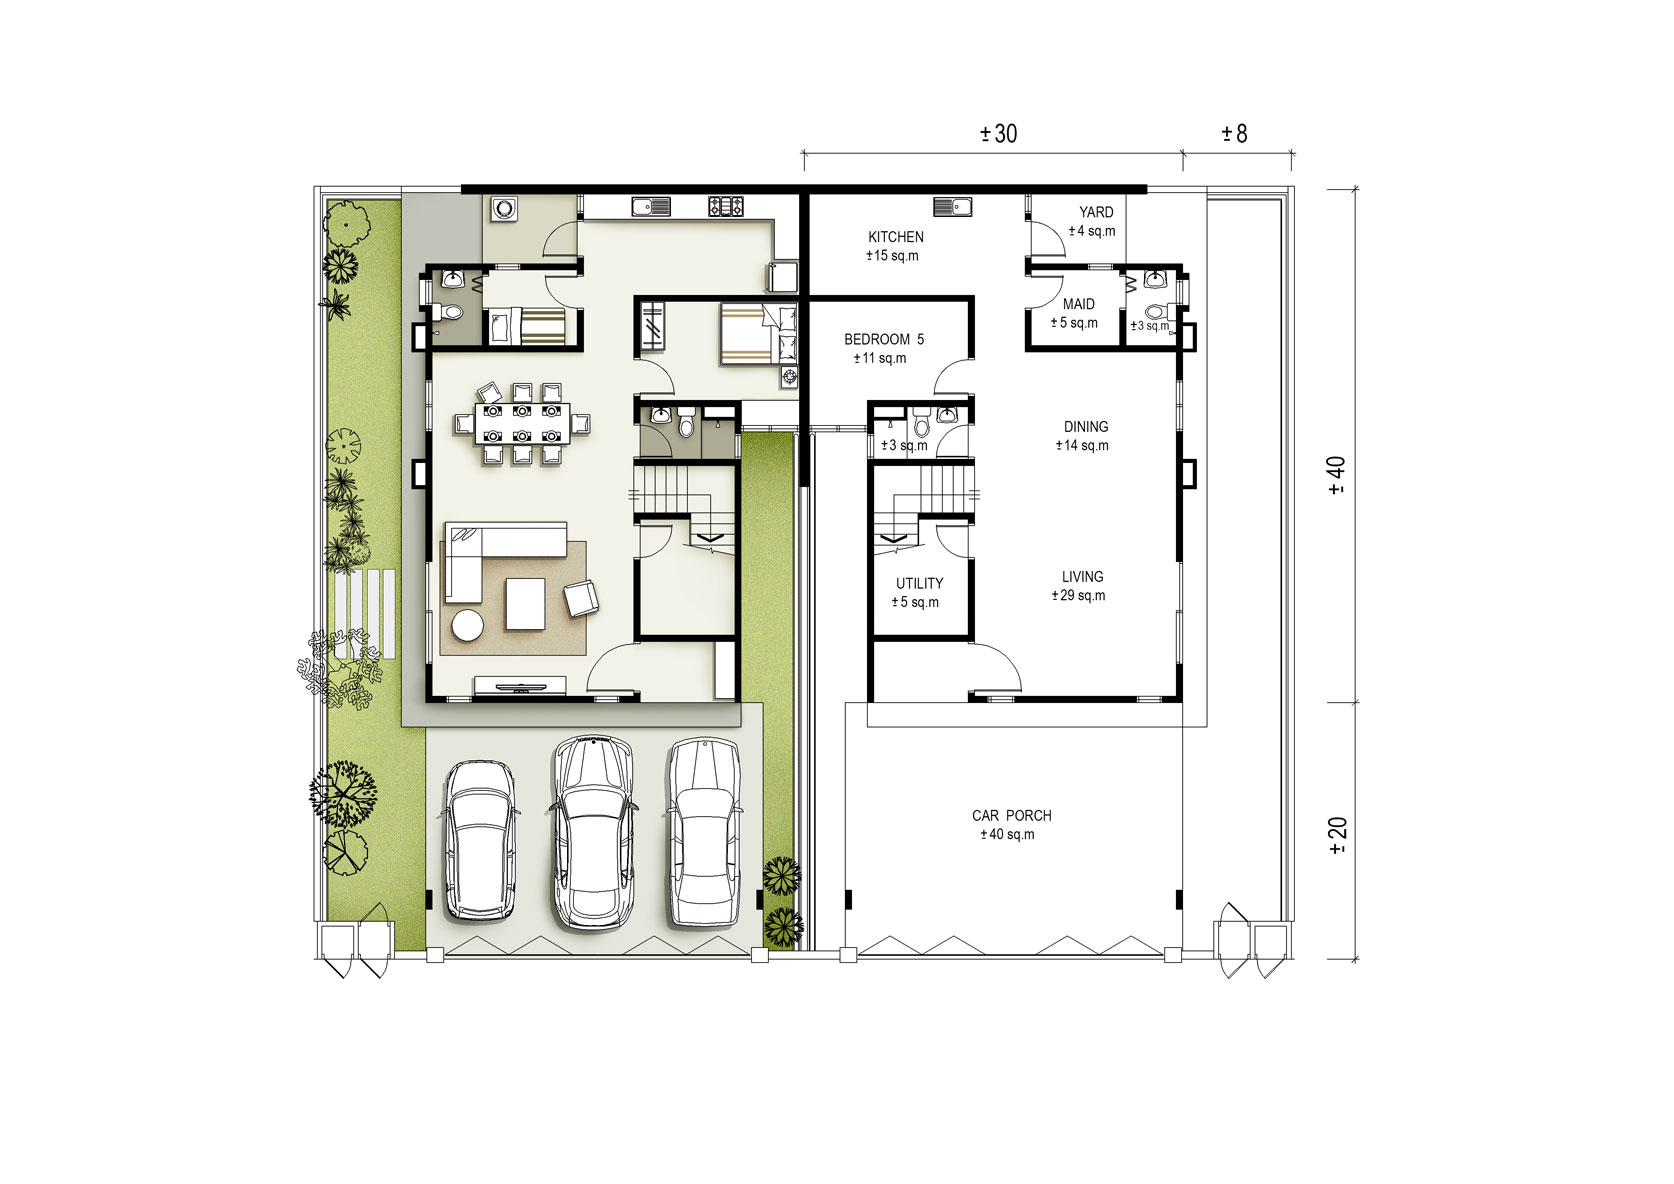 ±30
±8
YARD
±4 sq.m
KITCHEN
±15 sq.m
MAID
±5 sq.m
±3 sq.m
BEDROOM 5
±11 sq.m
DINING
±14 sq.m
±3 sq.m
±40
LIVING
±29 sq.m
UTILITY
±5 sq.m
CAR PORCH
±40 sq.m
±20